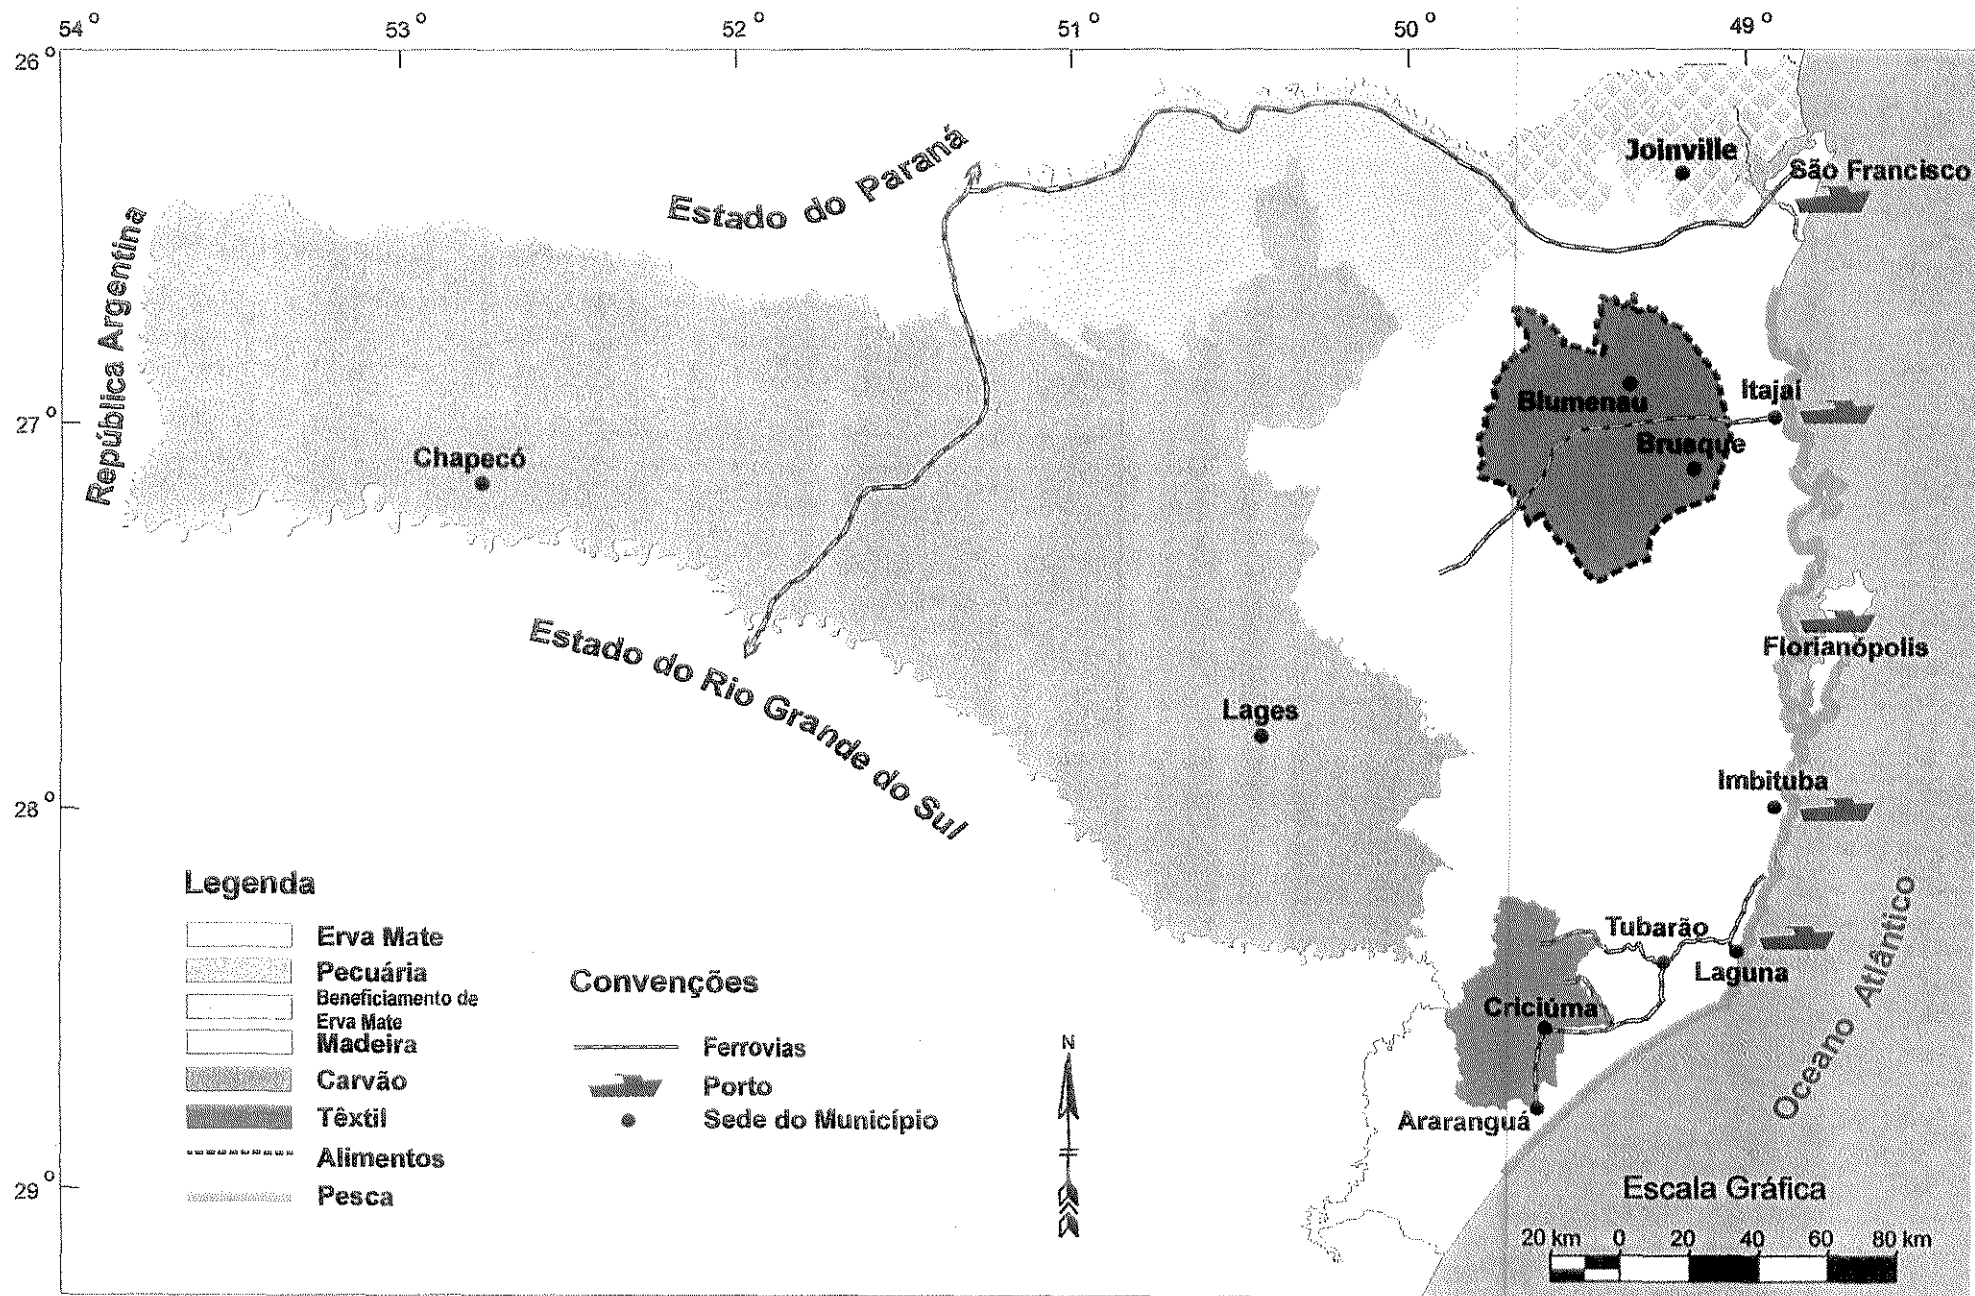 54° 53° 52° 51° 50° 49°
26°
27°
28°
29°
República Argentina
Estado do Paraná
Estado do Rio Grande do Sul
Oceano Atlântico
Joinville
São Francisco
Blumenau
Itajaí
Brusque
Chapecó
Florianópolis
Lages
Imbituba
Tubarão
Laguna
Criciúma
Araranguá
Legenda
Erva Mate
Pecuária
Beneficiamento de
Erva Mate
Madeira
Carvão
Têxtil
Alimentos
Pesca
Convenções
Ferrovias
Porto
Sede do Município
N
Escala Gráfica
20 km 0 20 40 60 80 km